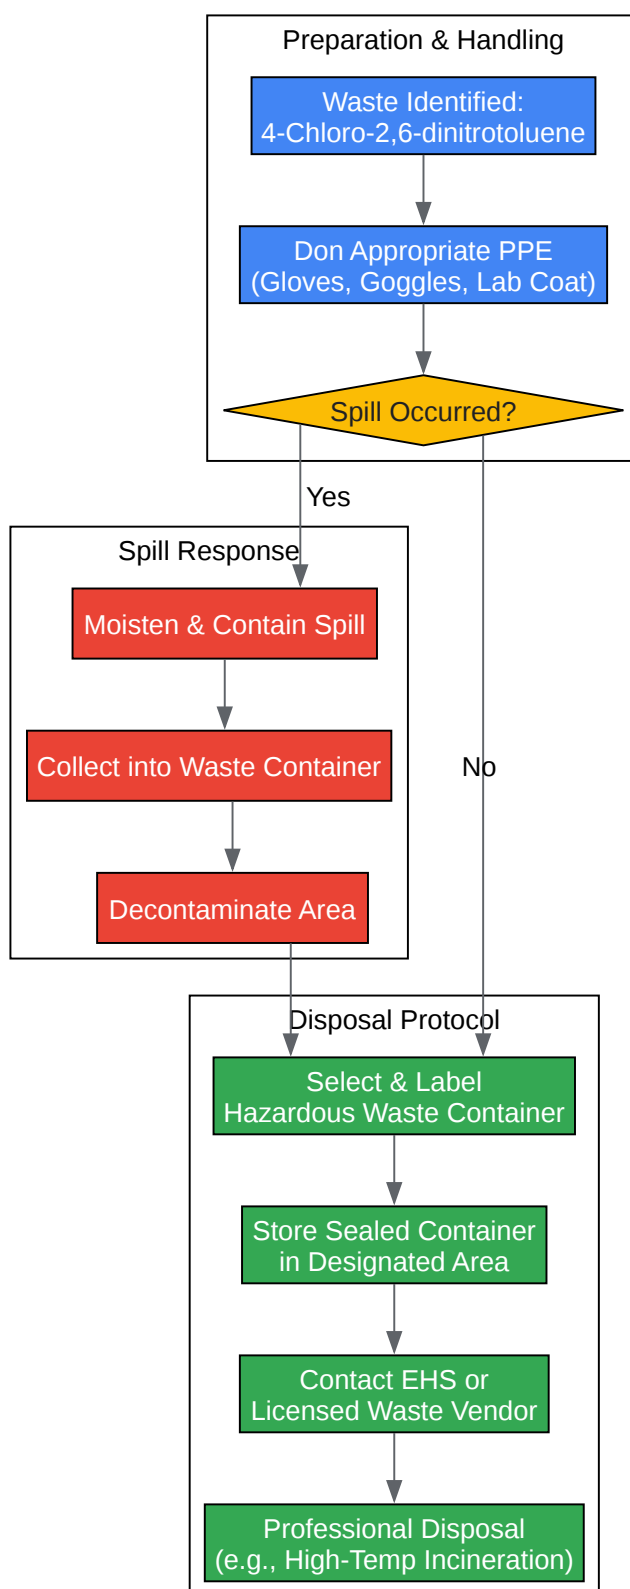 Preparation & Handling
Waste Identified:
4-Chloro-2,6-dinitrotoluene
Don Appropriate PPE
(Gloves, Goggles, Lab Coat)
Spill Occurred?
Yes
Spill Response
Moisten & Contain Spill
Collect into Waste Container
No
Decontaminate Area
Disposal Protocol
Select & Label
Hazardous Waste Container
Store Sealed Container
in Designated Area
Contact EHS or
Licensed Waste Vendor
Professional Disposal
(e.g., High-Temp Incineration)